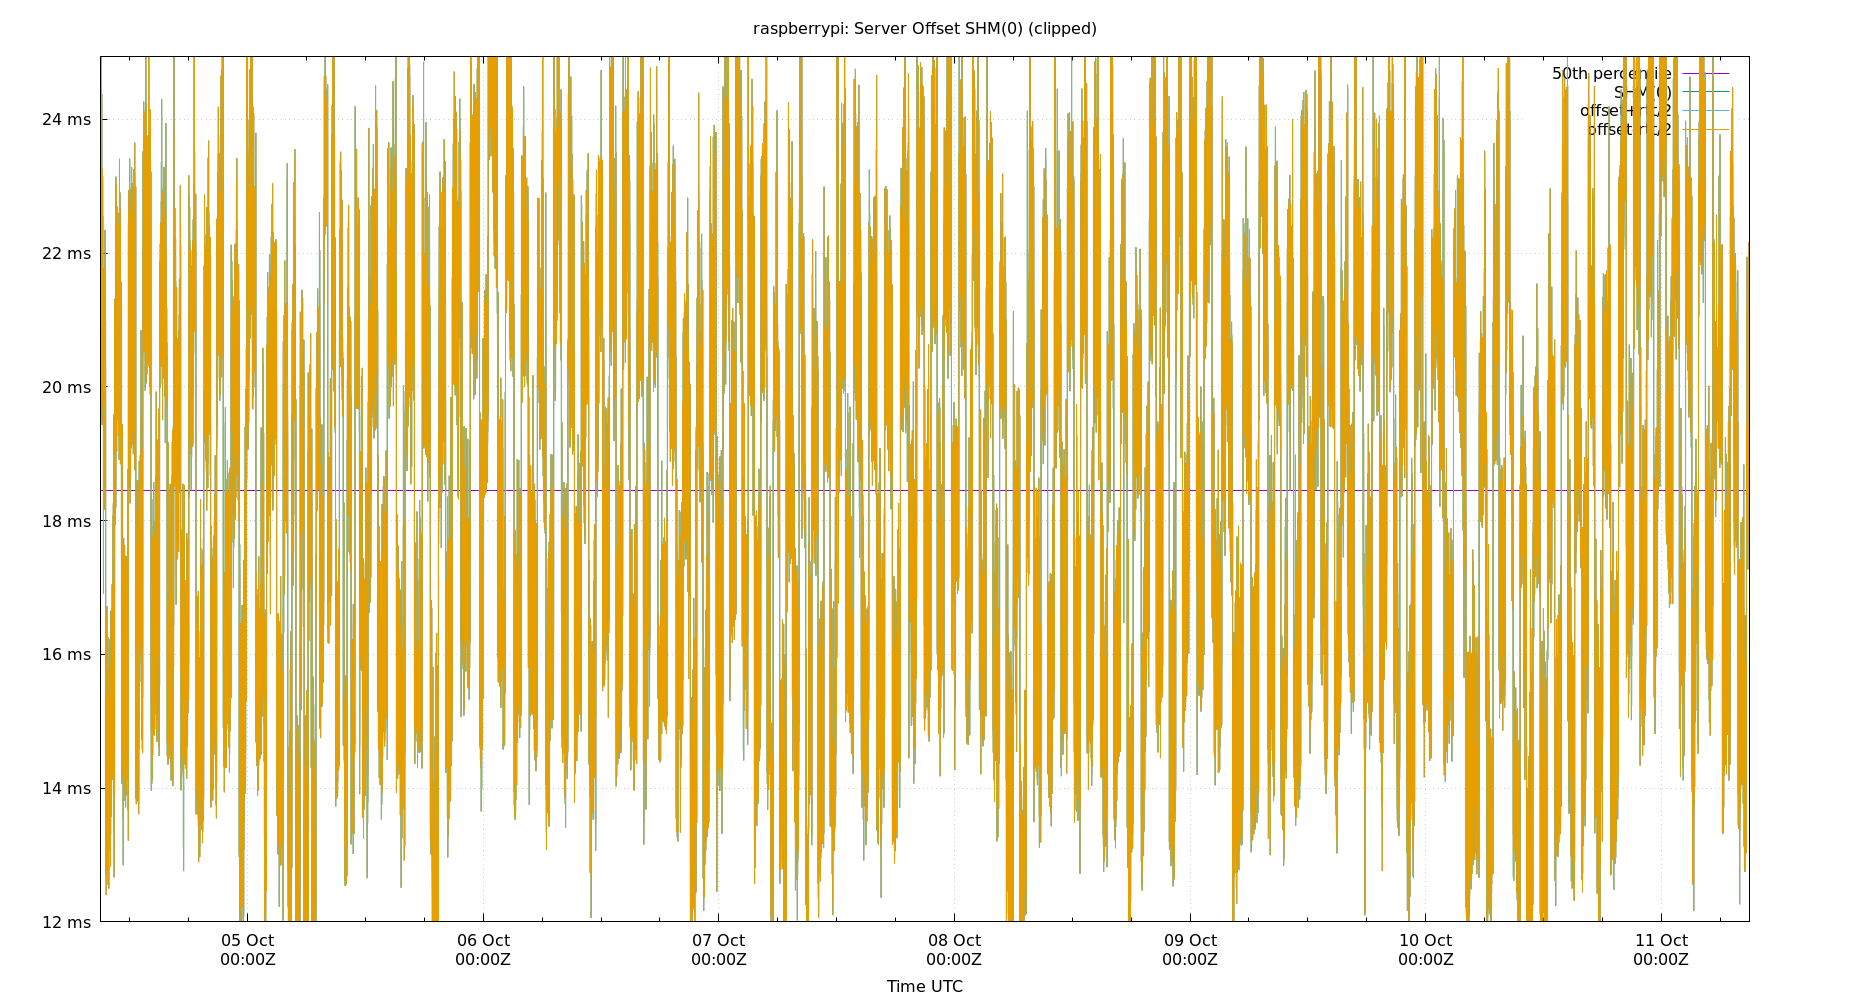 raspberrypi: Server Offset SHM(0) (clipped)
50th percentile
SHM(0)
offset+rtt/2
offset-rtt/2
24 ms
22 ms
20 ms
18 ms
16 ms
14 ms
12 ms
05 Oct 06 Oct 07 Oct 08 Oct 09 Oct 10 Oct 11 Oct
00:00Z 00:00Z 00:00Z 00:00Z 00:00Z 00:00Z 00:00Z
Time UTC